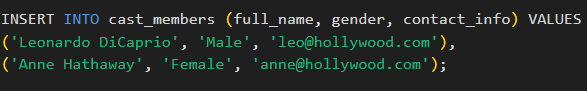 INSERT INTO cast_members (full_name, gender, contact_info) VALUES
('Leonardo DiCaprio', 'Male', 'leo@hollywood.com'),
('Anne Hathaway', 'Female', 'anne@hollywood.com');